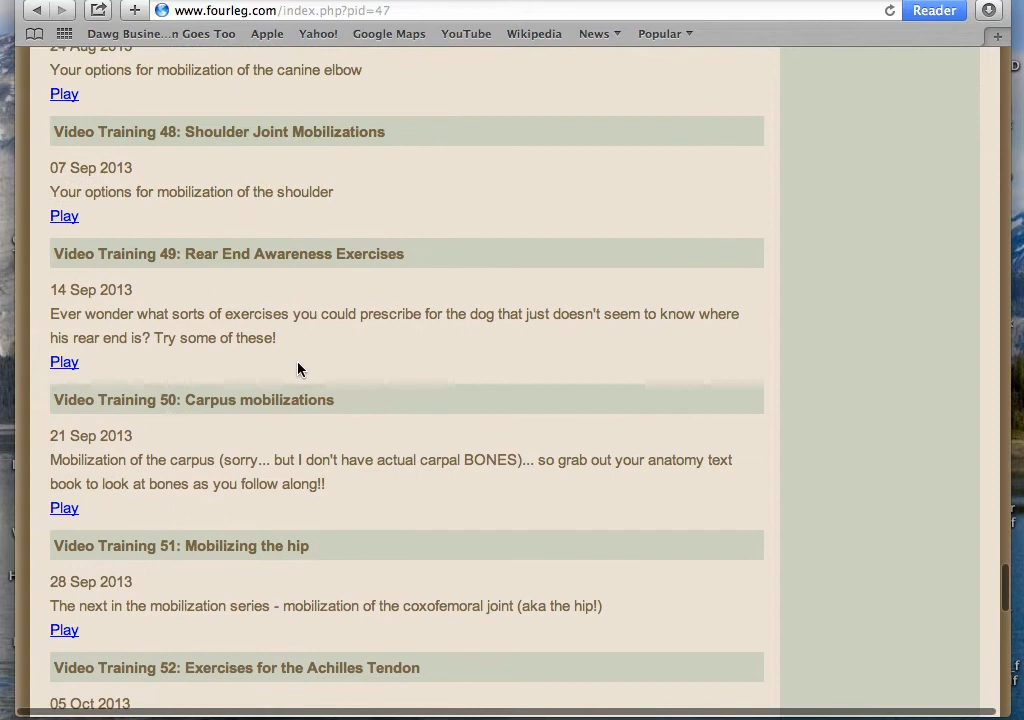 www.fourleg.com/index.php?pid=47
Reader
Dawg Busine...n Goes Too Apple Yahoo! Google Maps YouTube Wikipedia News Popular
24 Aug 2013
Your options for mobilization of the canine elbow
Play
Video Training 48: Shoulder Joint Mobilizations
07 Sep 2013
Your options for mobilization of the shoulder
Play
Video Training 49: Rear End Awareness Exercises
14 Sep 2013
Ever wonder what sorts of exercises you could prescribe for the dog that just doesn't seem to know where
his rear end is? Try some of these!
Play
Video Training 50: Carpus mobilizations
21 Sep 2013
Mobilization of the carpus (sorry... but I don't have actual carpal BONES)... so grab out your anatomy text
book to look at bones as you follow along!!
Play
Video Training 51: Mobilizing the hip
28 Sep 2013
The next in the mobilization series - mobilization of the coxofemoral joint (aka the hip!)
Play
Video Training 52: Exercises for the Achilles Tendon
05 Oct 2013